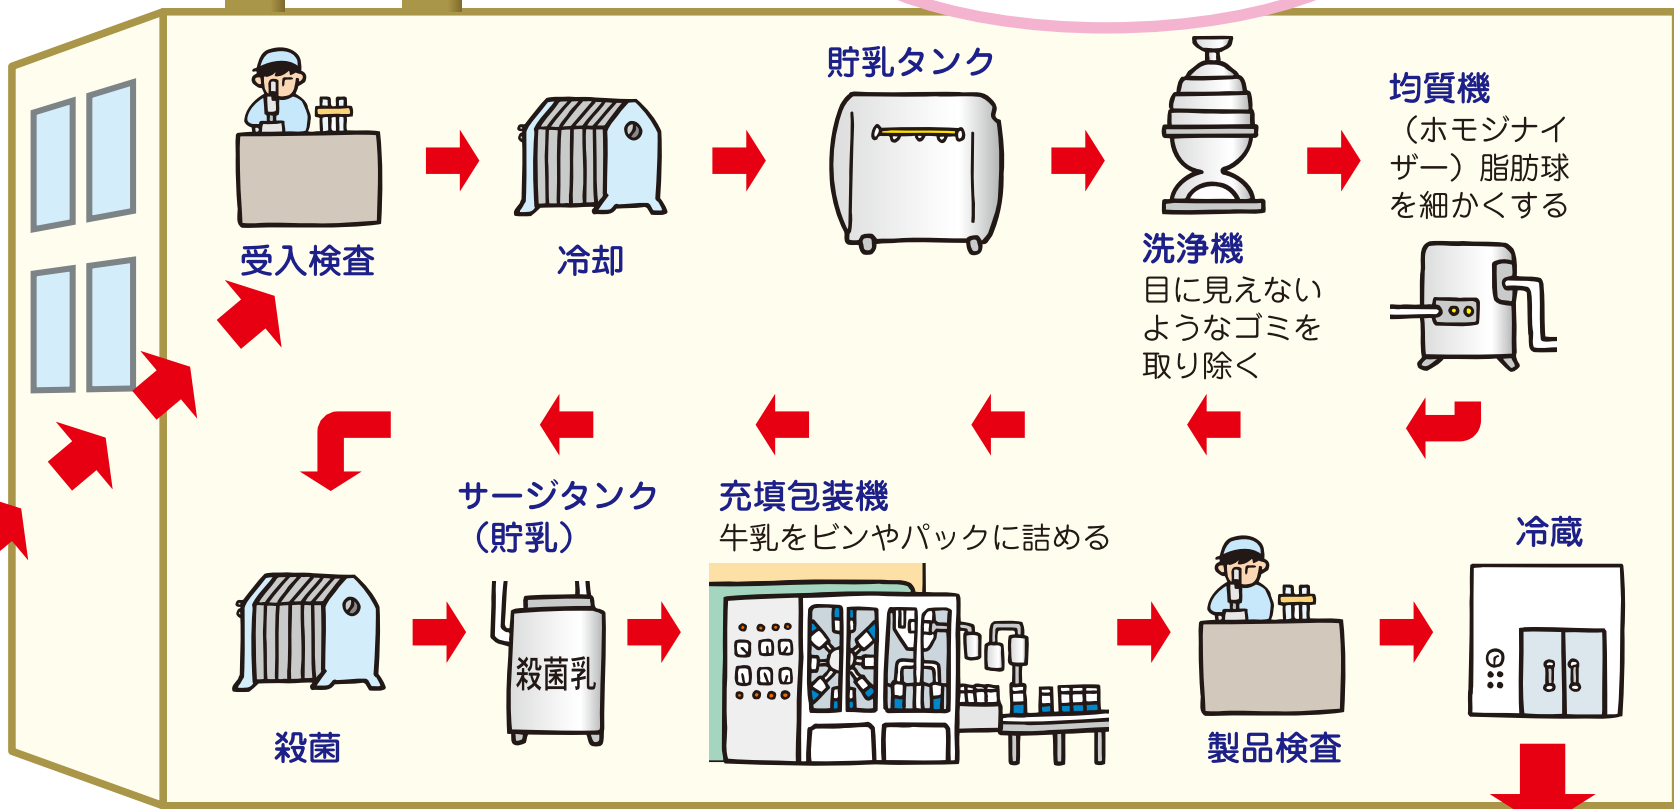 受入検査
冷却
貯乳タンク
洗浄機
目に見えない
ようなゴミを
取り除く
均質機
（ホモジナイ
ザー）脂肪球
を細かくする
殺菌
サージタンク
（貯乳）
殺菌乳
充填包装機
牛乳をビンやパックに詰める
製品検査
冷蔵